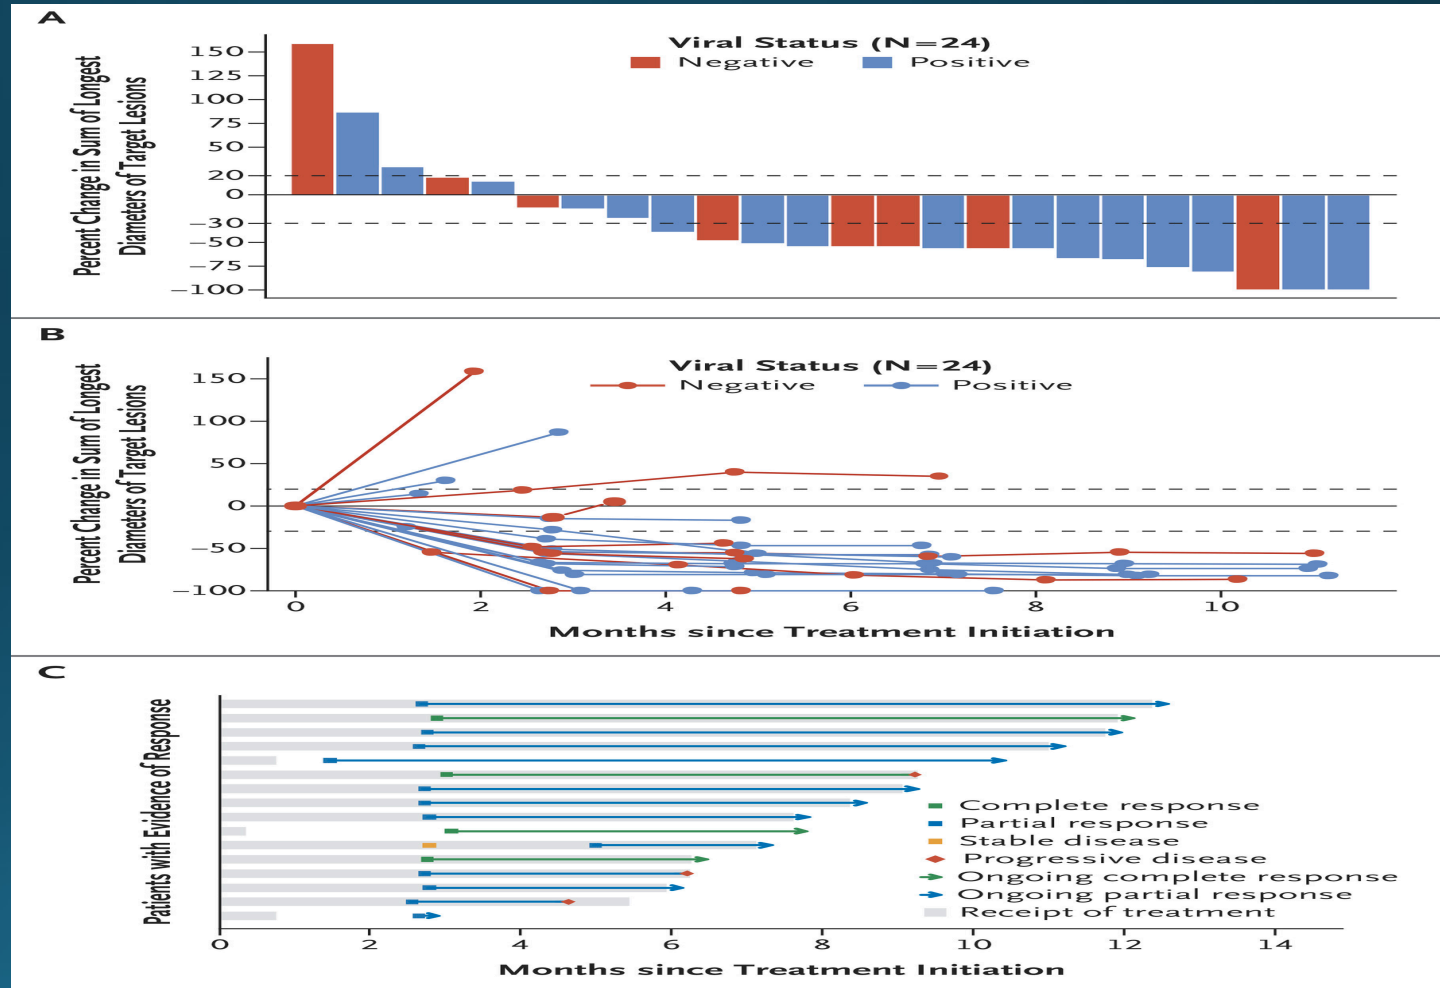 A
Percent Change in Sum of Longest
Diameters of Target Lesions
150
125
100
75
50
20
0
−30
−50
−75
−100
Viral Status (N=24)
Negative Positive
B
Percent Change in Sum of Longest
Diameters of Target Lesions
150
100
50
0
−50
−100
Viral Status (N=24)
Negative Positive
0 2 4 6 8 10
Months since Treatment Initiation
C
Patients with Evidence of Response
Complete response
Partial response
Stable disease
Progressive disease
Ongoing complete response
Ongoing partial response
Receipt of treatment
0 2 4 6 8 10 12 14
Months since Treatment Initiation